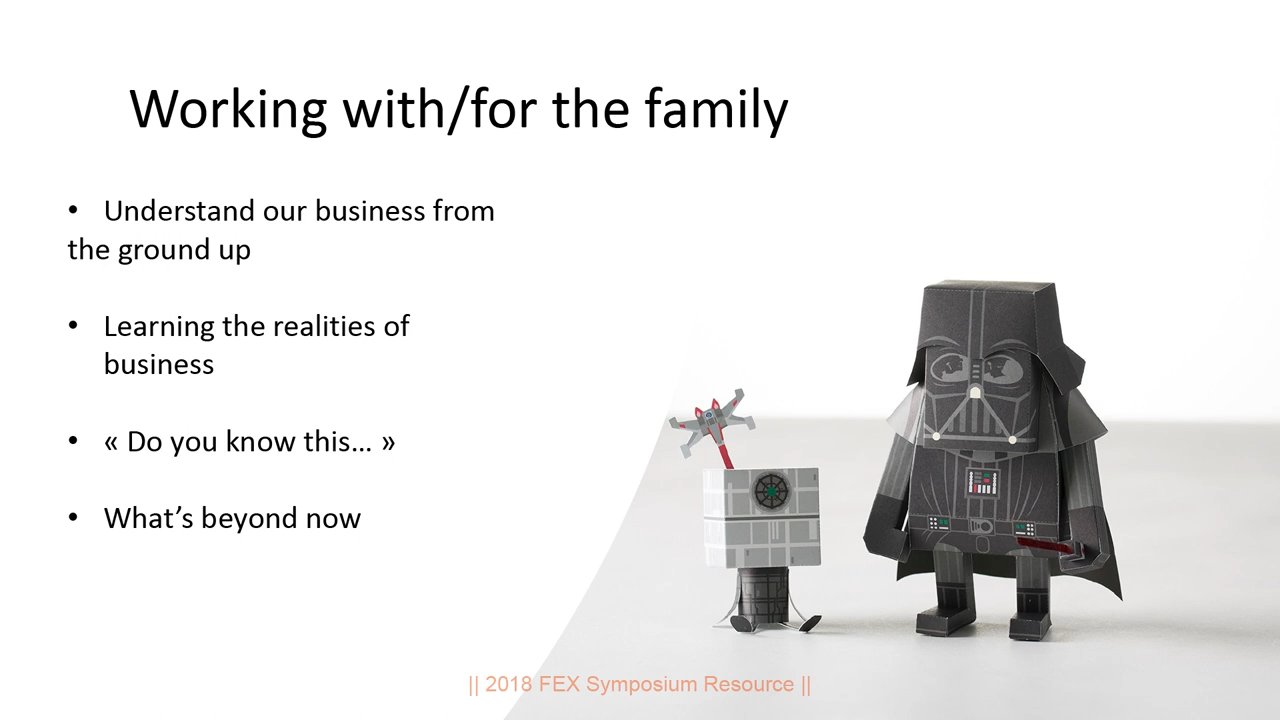 Working with/for the family
• Understand our business from
the ground up
• Learning the realities of
business
• « Do you know this… »
• What’s beyond now
|| 2018 FEX Symposium Resource ||